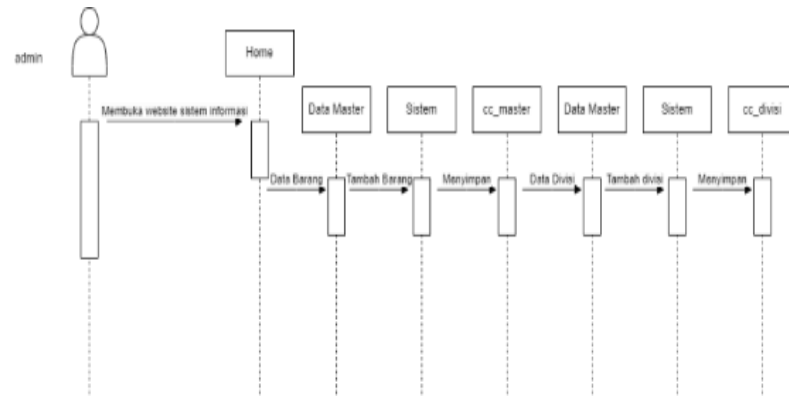 admin
Home
Membuka website sistem informasi
Data Master
Sistem
cc_master
Data Master
Sistem
cc_divisi
Data Barang
Tambah Barang
Menyimpan
Data Divisi
Tambah divisi
Menyimpan